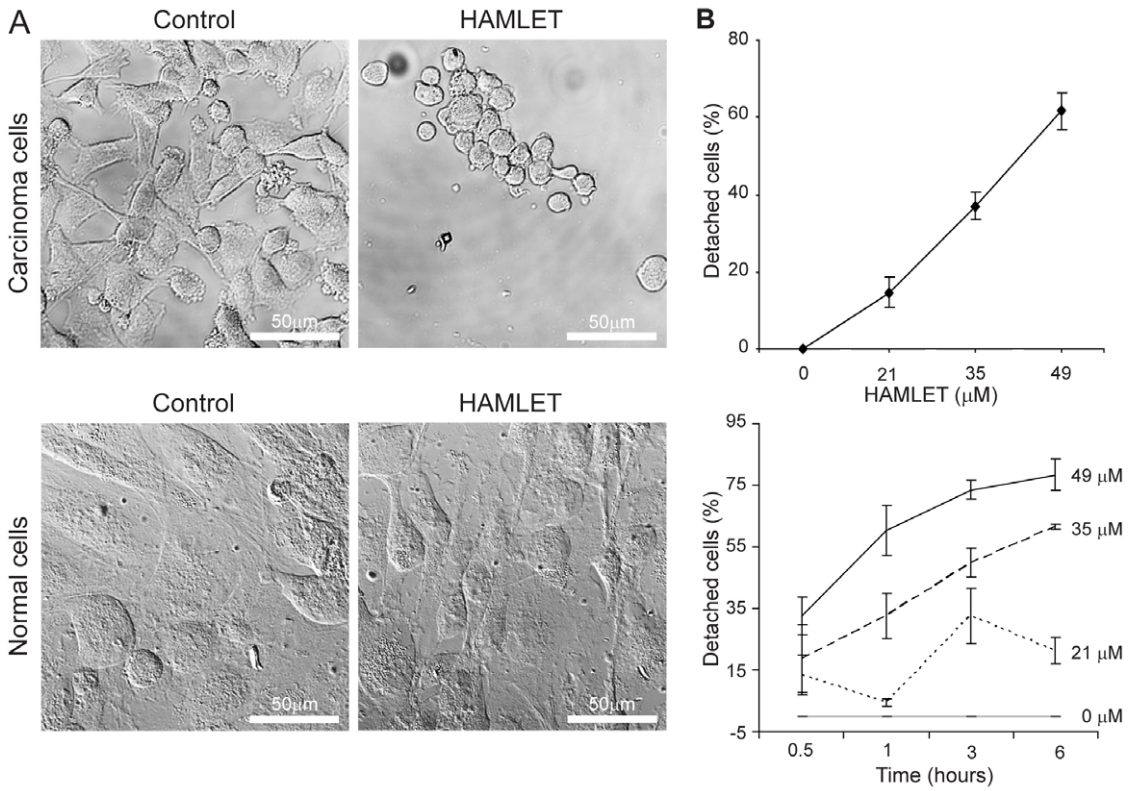 A
Control
HAMLET
Carcinoma cells
50μm
50μm
Control
HAMLET
Normal cells
50μm
50μm
B
80
60
40
20
0
Detached cells (%)
0
21
35
49
HAMLET (μM)
95
75
55
35
15
-5
Detached cells (%)
49 μM
35 μM
21 μM
0 μM
0.5
1
3
6
Time (hours)